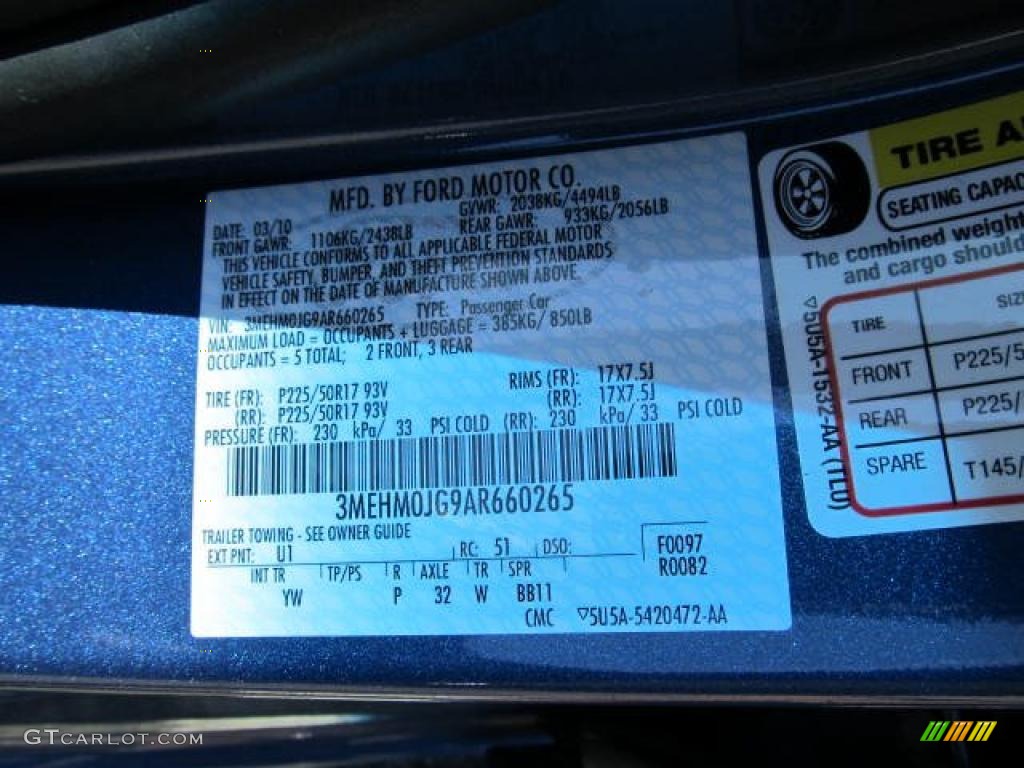 MFD. BY FORD MOTOR CO.
DATE: 03/10 GVWR: 2038KG/4494LB
FRONT GAWR: 1106KG/2438LB REAR GAWR: 933KG/2056LB
THIS VEHICLE CONFORMS TO ALL APPLICABLE FEDERAL MOTOR
VEHICLE SAFETY, BUMPER, AND THEFT PREVENTION STANDARDS
IN EFFECT ON THE DATE OF MANUFACTURE SHOWN ABOVE.
VIN: 3MEHM0JG9AR660265 TYPE: Passenger Car
MAXIMUM LOAD = OCCUPANTS + LUGGAGE = 385KG/ 850LB
OCCUPANTS = 5 TOTAL; 2 FRONT, 3 REAR
TIRE (FR): P225/50R17 93V RIMS (FR): 17X7.5J
(RR): P225/50R17 93V (RR): 17X7.5J
PRESSURE (FR): 230 kPa/ 33 PSI COLD (RR): 230 kPa/ 33 PSI COLD
3MEHM0JG9AR660265
TRAILER TOWING - SEE OWNER GUIDE
EXT PNT: U1 RC: 51 DSO: F0097
R0082
INT TR TP/PS R AXLE TR SPR
YW P 32 W BB11
CMC ▽5U5A-5420472-AA
TIRE A
SEATING CAPAC
The combined weight
and cargo should
▽5U5A-1532-AA (TL0)
TIRE SIZ
FRONT P225/5
REAR P225/
SPARE T145/
GTCARLOT.COM